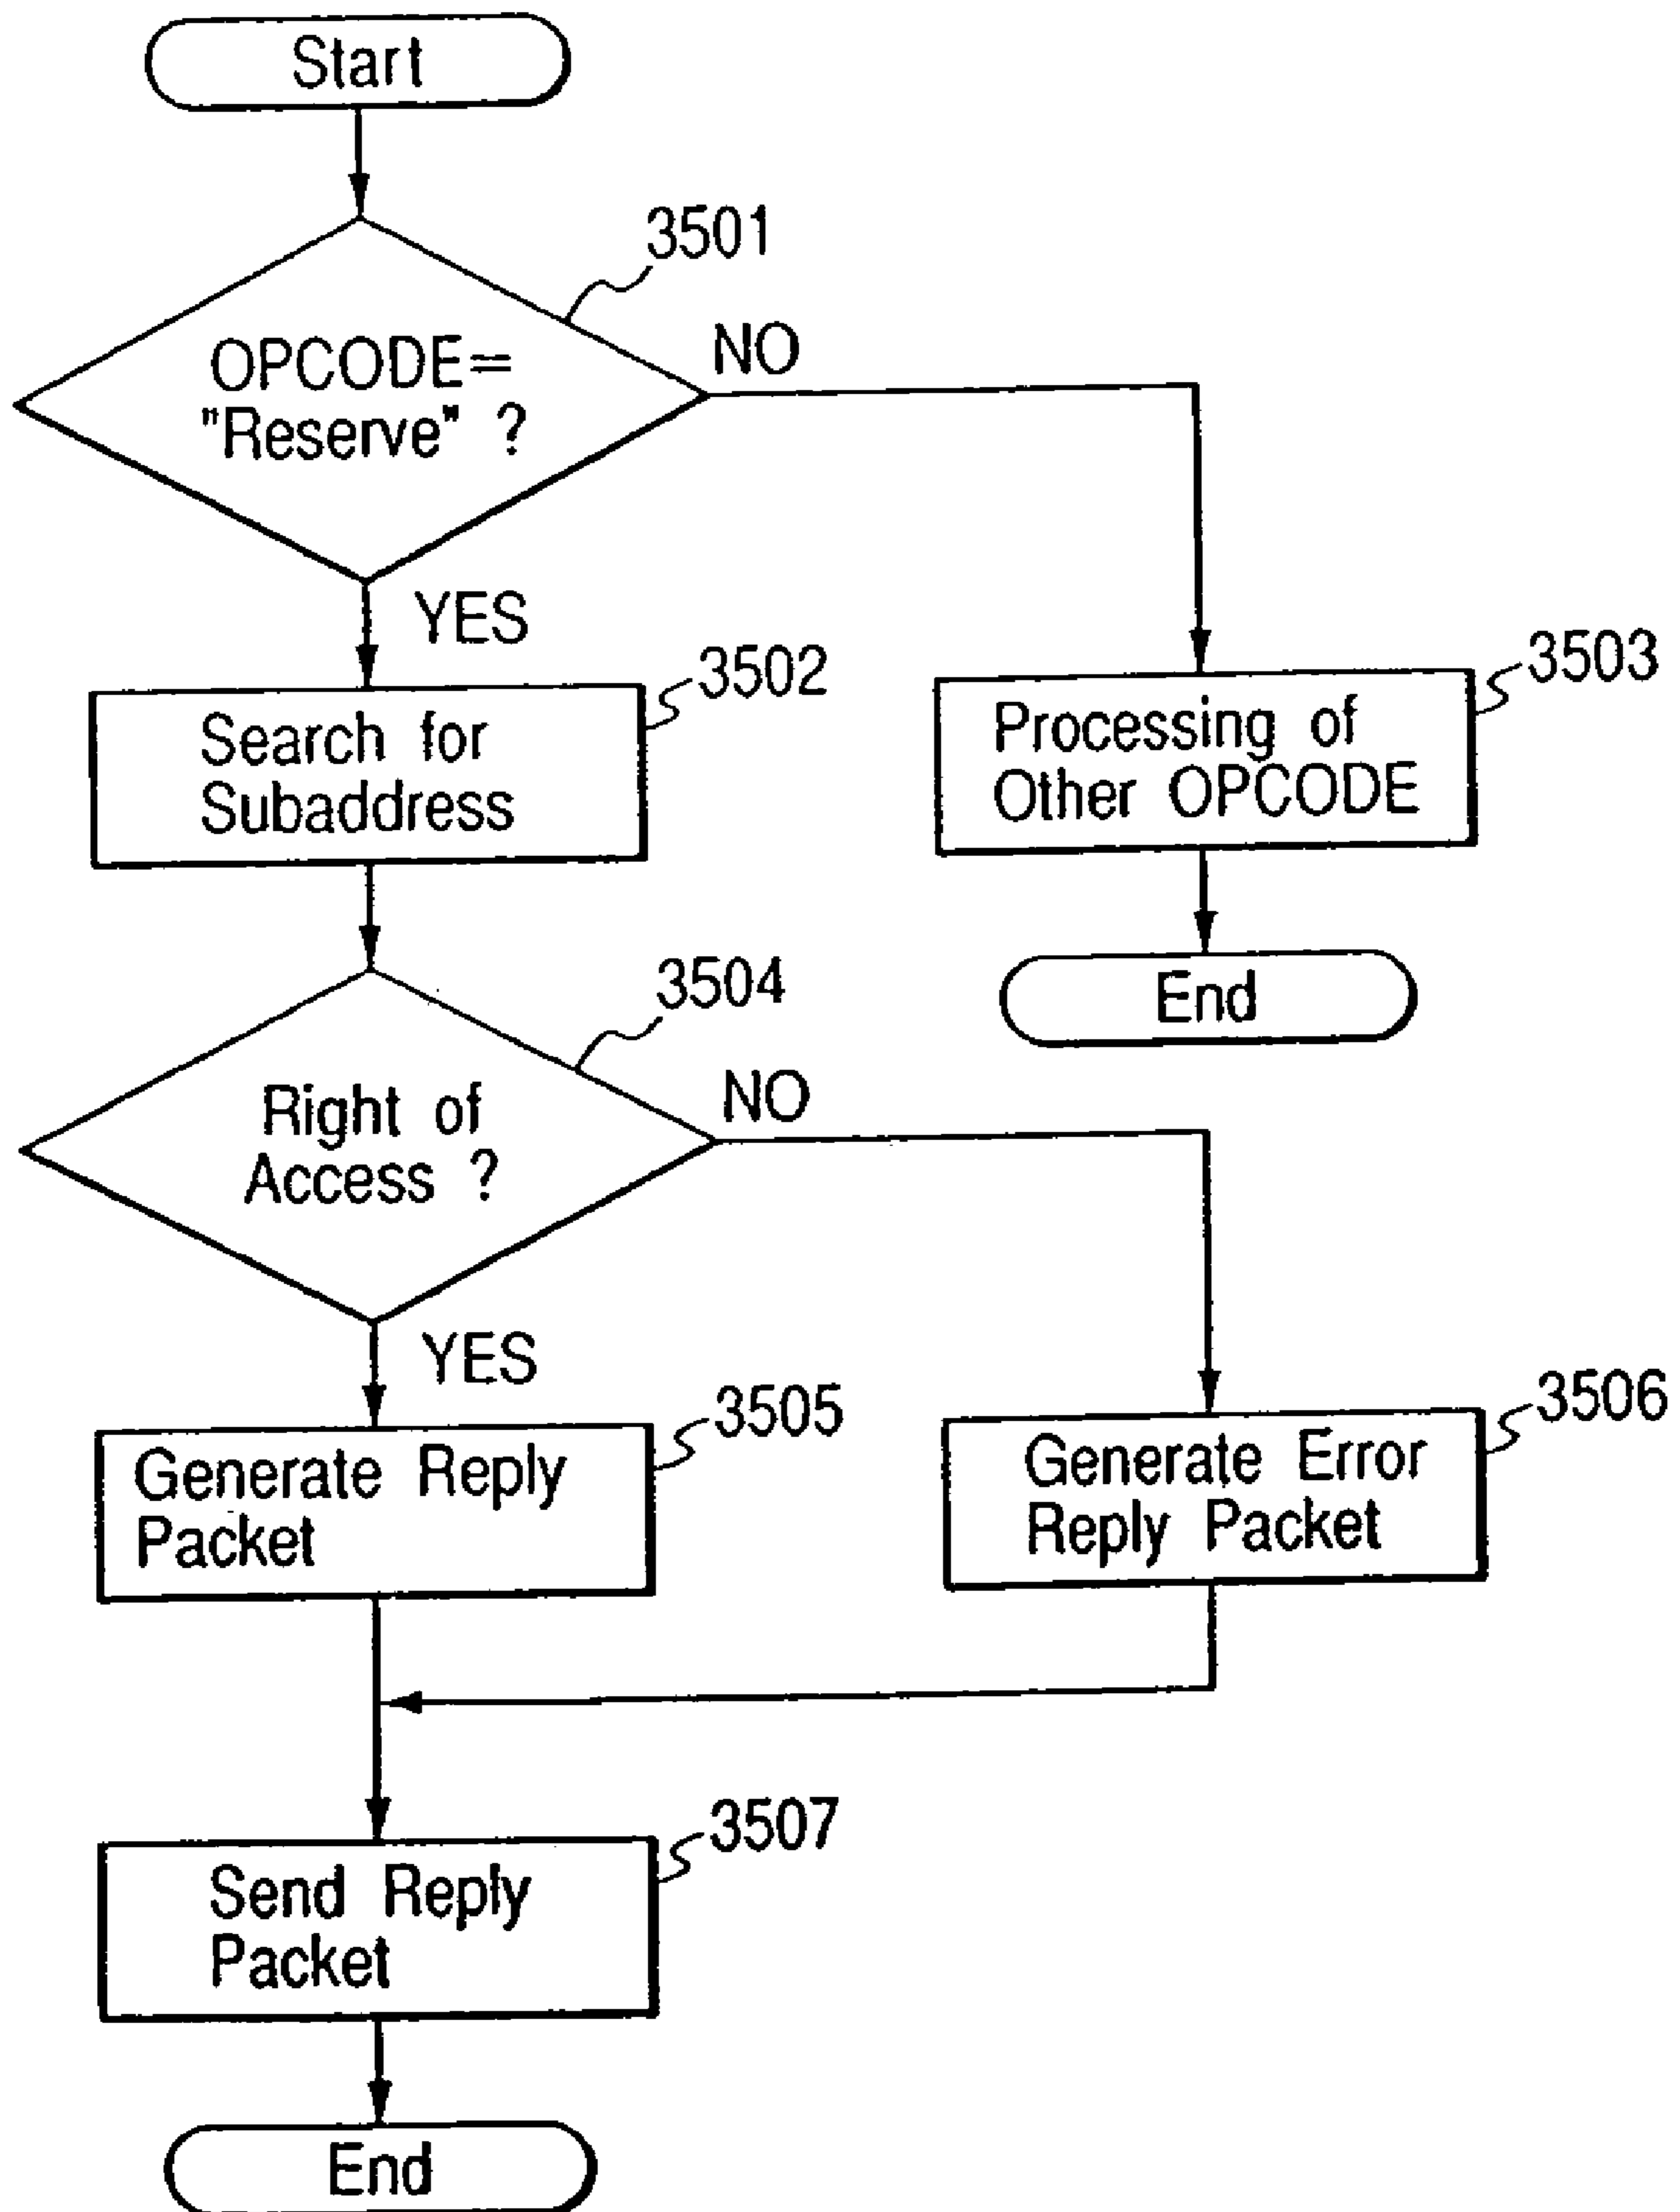 Start
3501
OPCODE=
"Reserve" ?
NO
YES
3502
Search for
Subaddress
3503
Processing of
Other OPCODE
End
3504
Right of
Access ?
NO
YES
3505
Generate Reply
Packet
3506
Generate Error
Reply Packet
3507
Send Reply
Packet
End